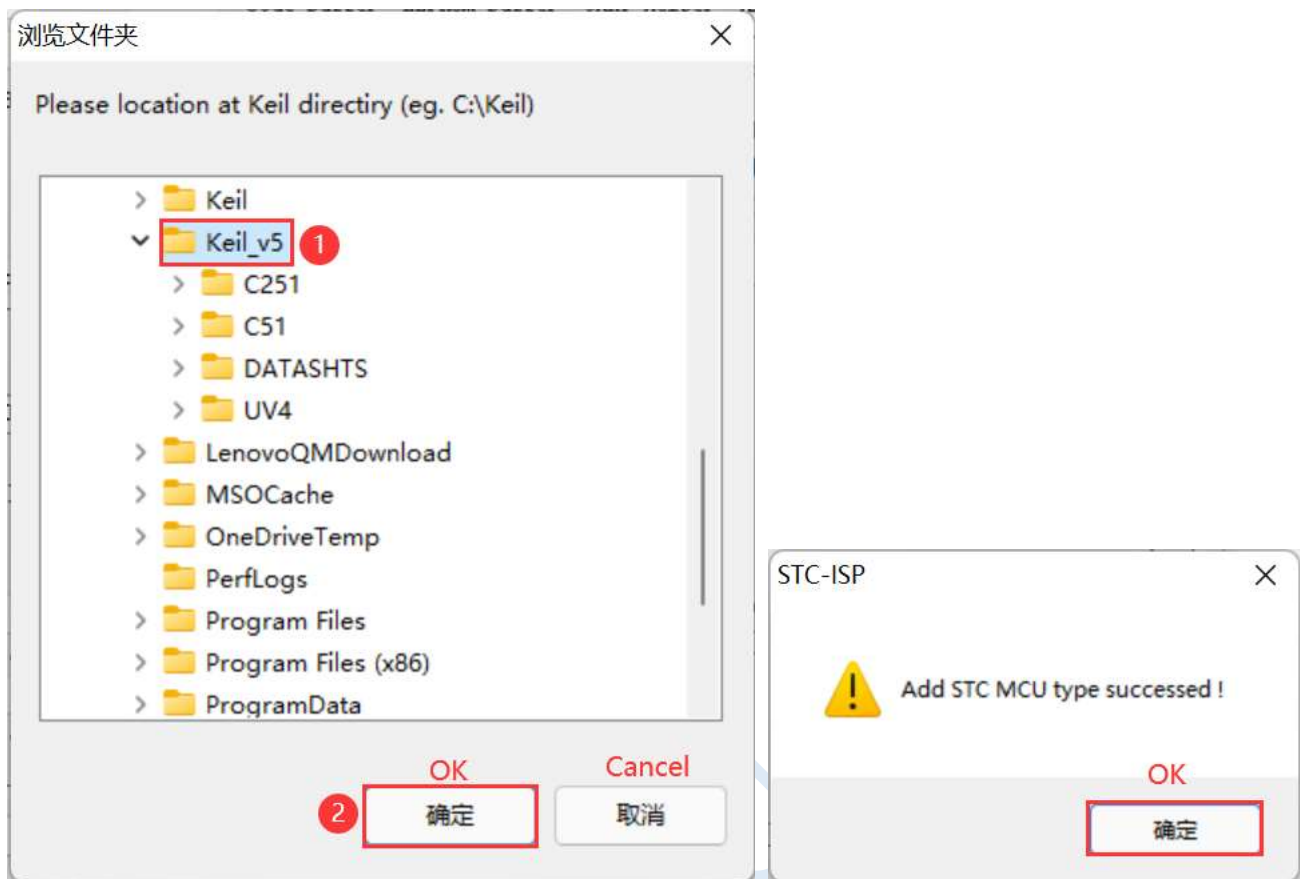 浏览文件夹
Please location at Keil directiry (eg. C:\Keil)
Keil
Keil_v5
1
C251
C51
DATASHTS
UV4
LenovoQMDownload
MSOCache
OneDriveTemp
PerfLogs
Program Files
Program Files (x86)
ProgramData
OK
Cancel
2
确定
取消
STC-ISP
Add STC MCU type successed !
OK
确定